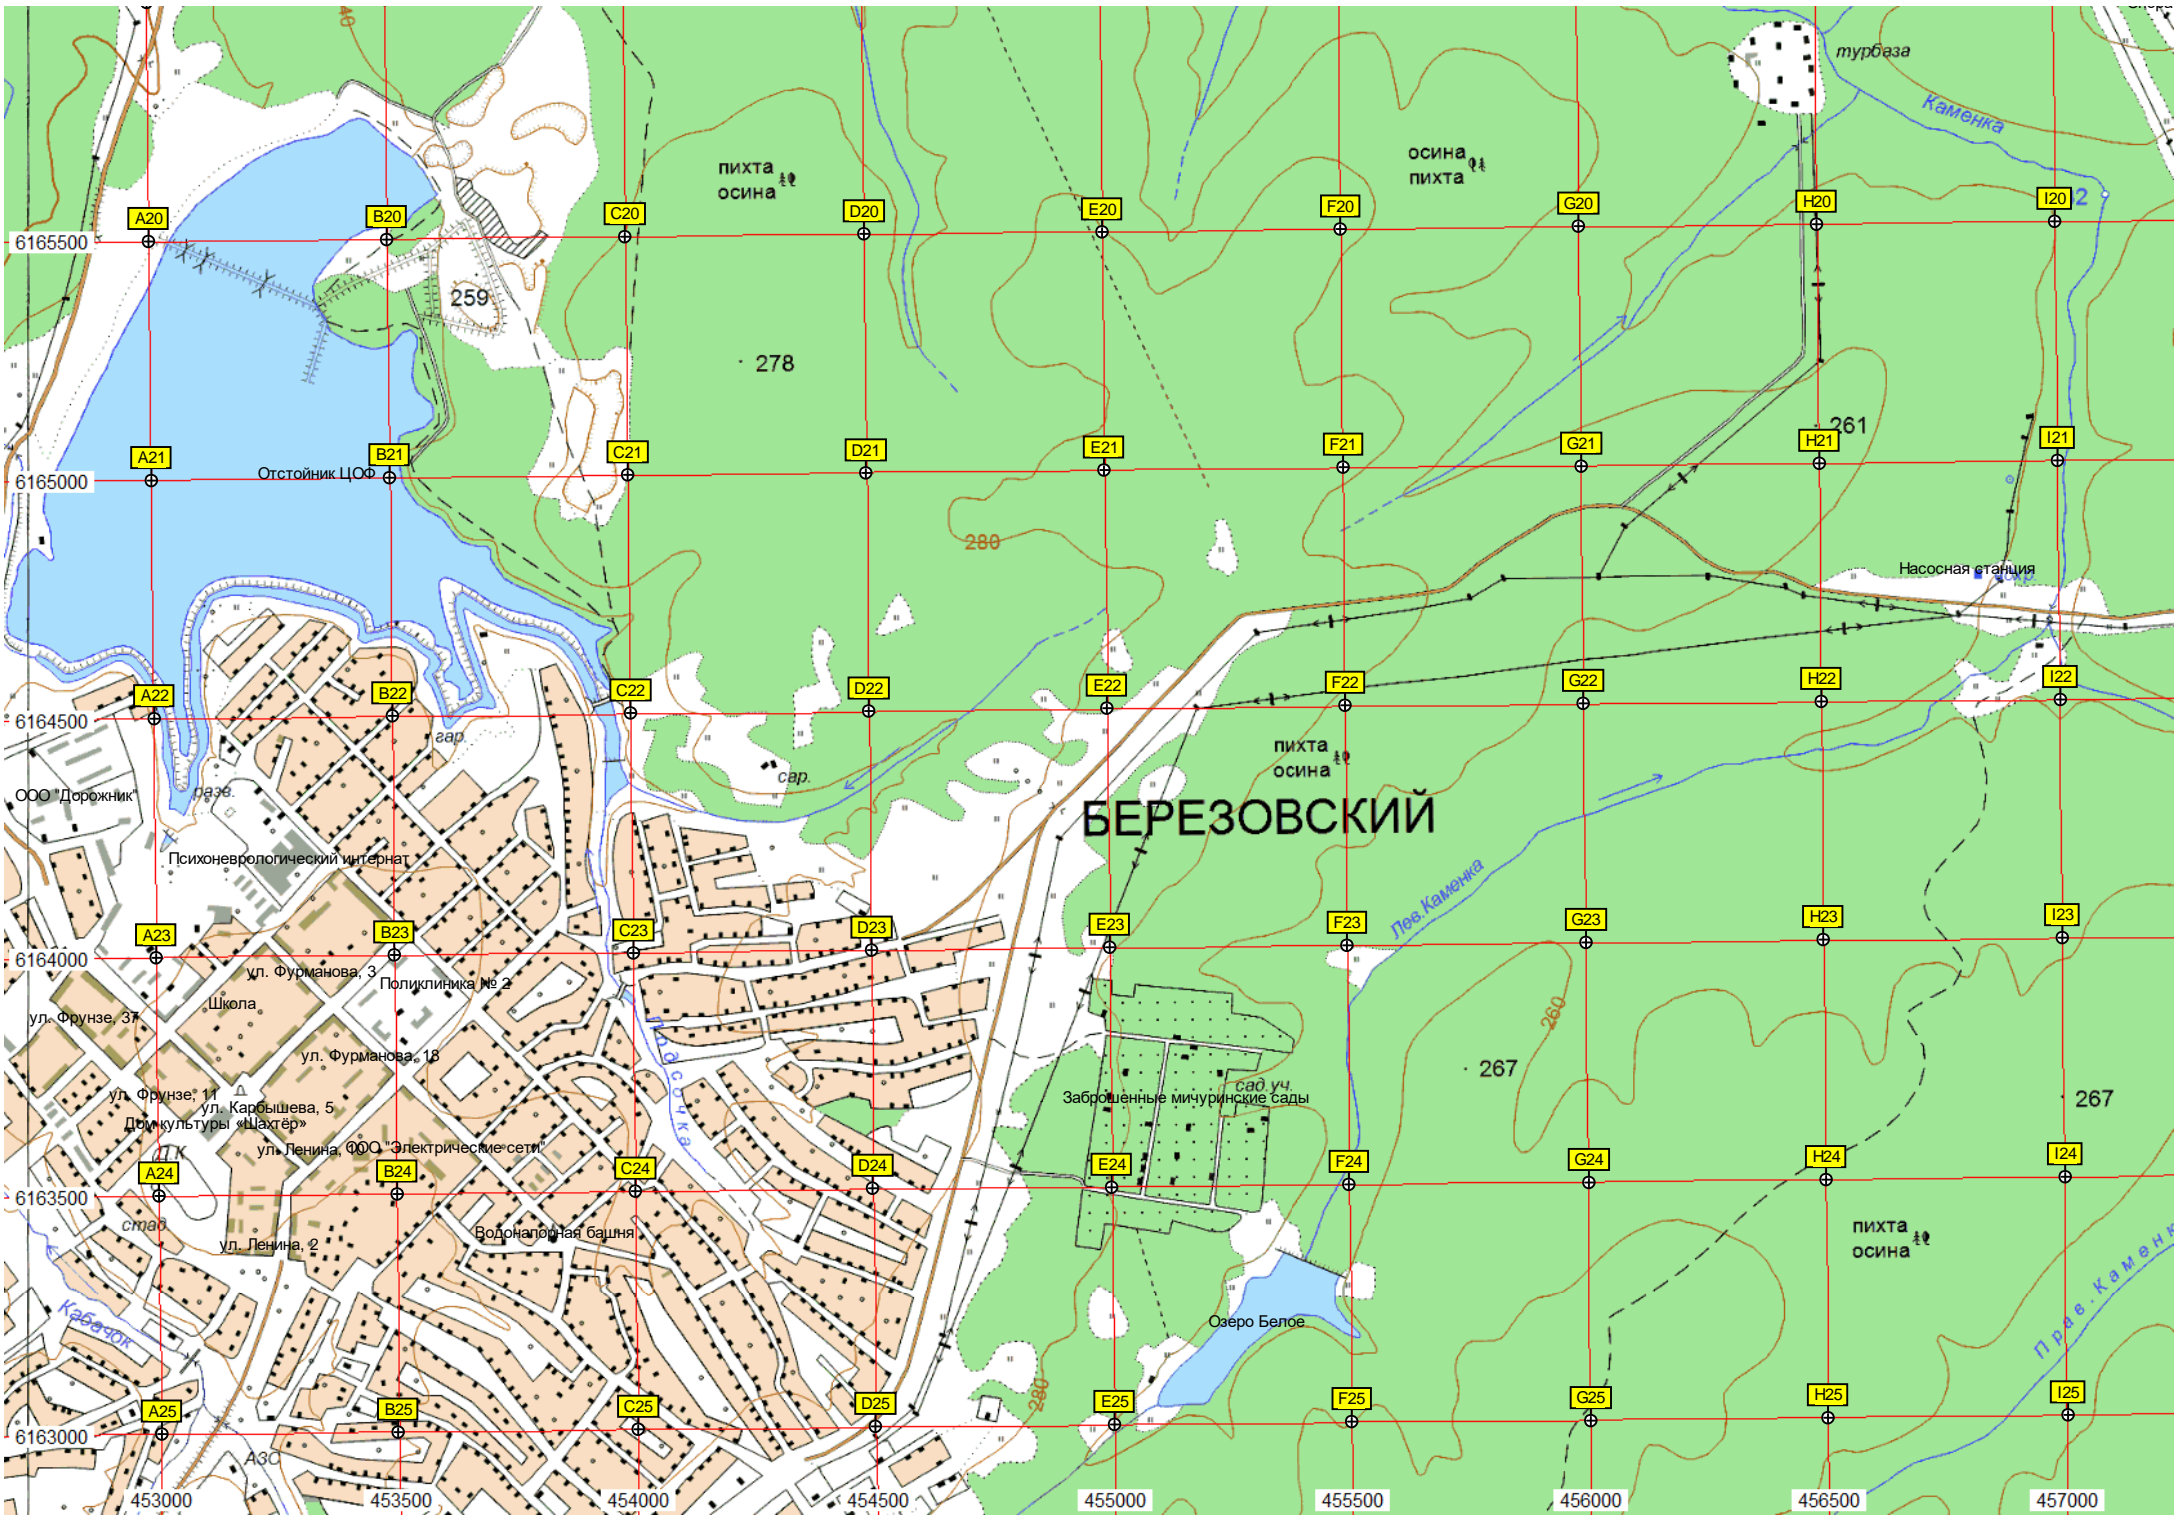 40
турбаза
Каменка
пихта
осина
осина
пихта
A20
B20
C20
D20
E20
F20
G20
H20
I20
6165500
259
278
261
A21
B21
C21
D21
E21
F21
G21
H21
I21
Отстойник ЦОФ
6165000
280
Насосная станция
A22
B22
C22
D22
E22
F22
G22
H22
I22
6164500
гар.
пихта
осина
сар.
разв.
ООО "Дорожник"
БЕРЕЗОВСКИЙ
Психоневрологический интернат
Лев.Каменка
A23
B23
C23
D23
E23
F23
G23
H23
I23
6164000
ул. Фурманова, 3
Поликлиника № 2
Школа
ул. Фрунзе, 37
260
ул. Фурманова, 18
267
Подсочка
сад.уч.
ул. Фрунзе, 11
Заброшенные мичуринские сады
267
ул. Карбышева, 5
Дом культуры «Шахтёр»
ул. Ленина, 10
ООО "Электрические сети"
Д.К
A24
B24
C24
D24
E24
F24
G24
H24
I24
6163500
стад.
Водонапорная башня
ул. Ленина, 2
пихта
осина
Кабачок
Озеро Белое
280
A25
B25
C25
D25
E25
F25
G25
H25
I25
6163000
АЗС
453000
453500
454000
454500
455000
455500
456000
456500
457000